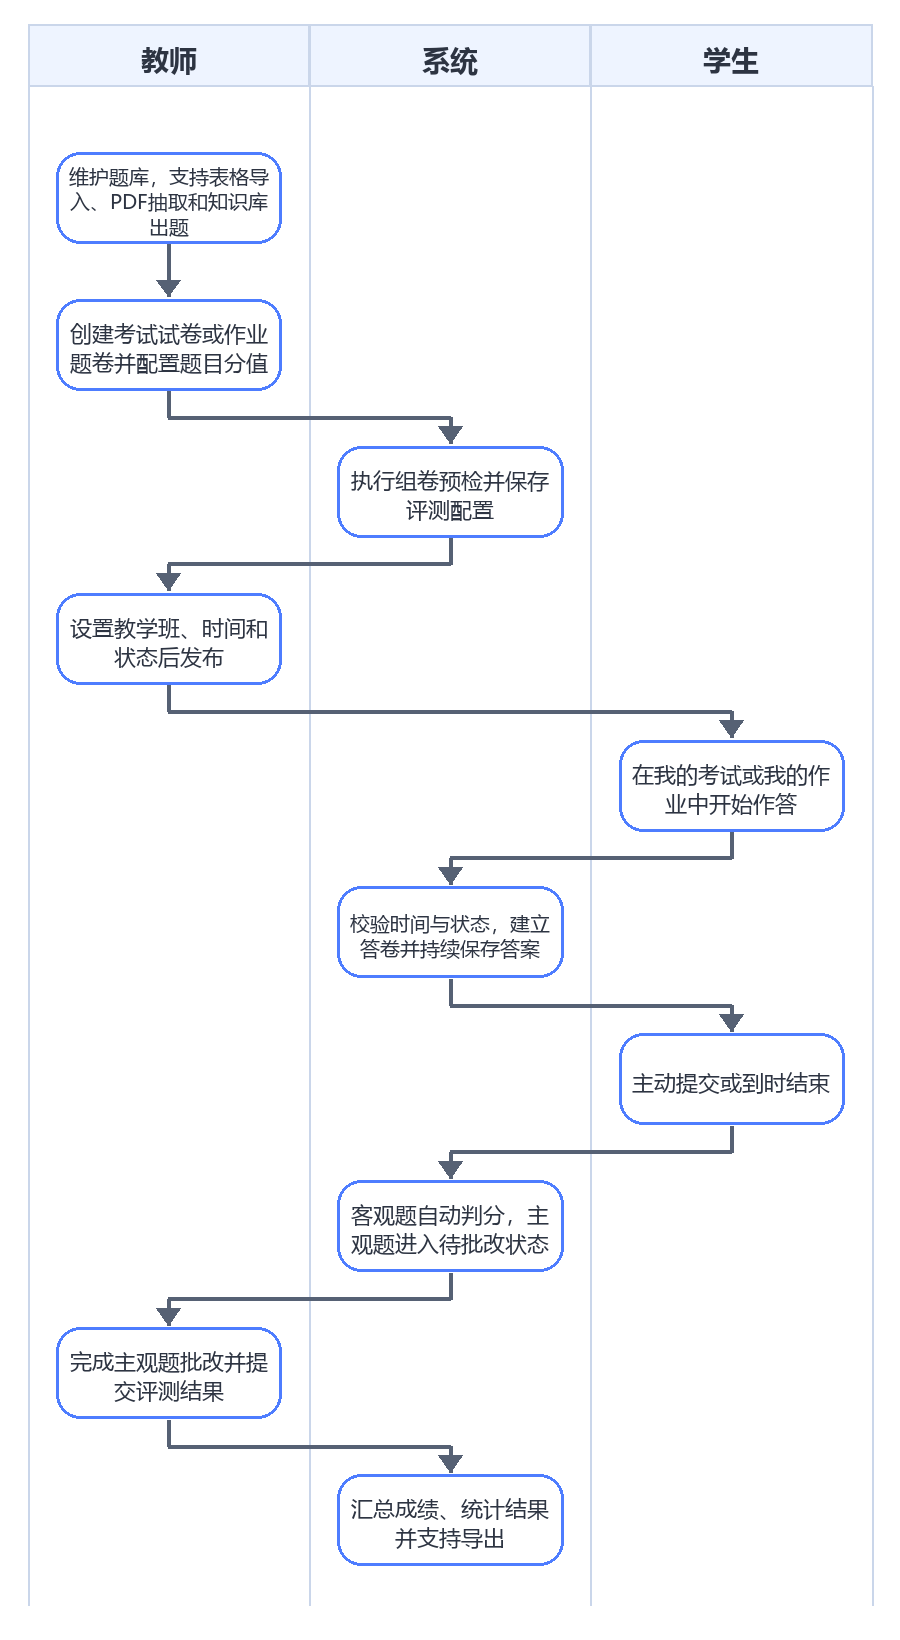 教师
系统
学生
维护题库，支持表格导
入、PDF抽取和知识库
出题
创建考试试卷或作业
题卷并配置题目分值
执行组卷预检并保存
评测配置
设置教学班、时间和
状态后发布
在我的考试或我的作
业中开始作答
校验时间与状态，建立
答卷并持续保存答案
主动提交或到时结束
客观题自动判分，主
观题进入待批改状态
完成主观题批改并提
交评测结果
汇总成绩、统计结果
并支持导出